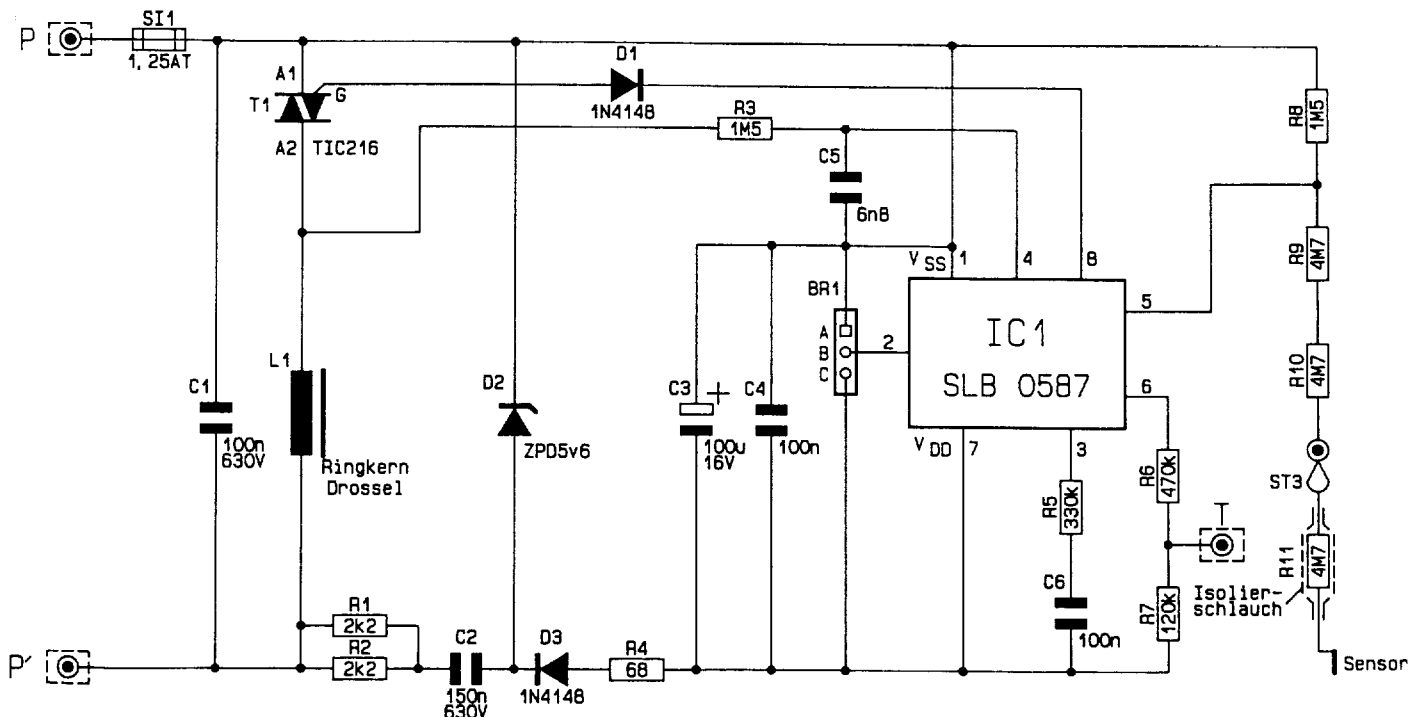 P
SI1
1,25AT
A1
T1
G
A2
TIC216
D1
1N4148
R3
1M5
C5
6n8
R8
1M5
VSS
1
4
8
BR1
A
B
C
2
IC1
SLB 0587
5
6
VDD
7
3
R9
4M7
R10
4M7
L1
Ringkern
Drossel
C1
100n
630V
D2
ZPD5v6
C3
+
100u
16V
C4
100n
R5
330k
R6
470k
T
ST3
R11
4M7
Isolier-
schlauch
C6
100n
R7
120k
R1
2k2
R2
2k2
P'
C2
150n
630V
D3
1N4148
R4
68
Sensor